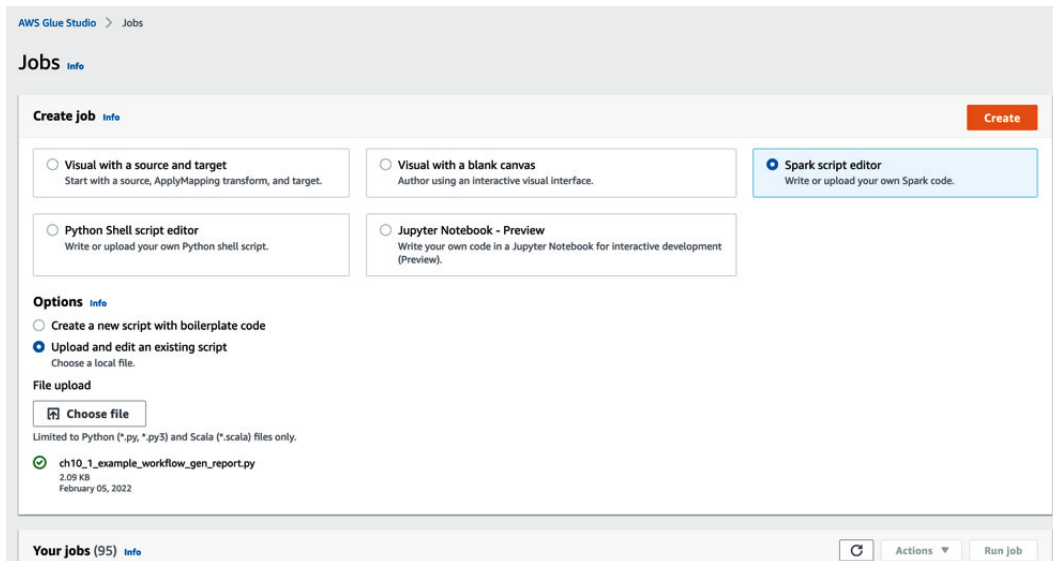 AWS Glue Studio > Jobs
Jobs Info
Create job Info
Create
Visual with a source and target
Start with a source, ApplyMapping transform, and target.
Visual with a blank canvas
Author using an interactive visual interface.
Spark script editor
Write or upload your own Spark code.
Python Shell script editor
Write or upload your own Python shell script.
Jupyter Notebook - Preview
Write your own code in a Jupyter Notebook for interactive development
(Preview).
Options Info
Create a new script with boilerplate code
Upload and edit an existing script
Choose a local file.
File upload
Choose file
Limited to Python (*.py, *.py3) and Scala (*.scala) files only.
ch10_1_example_workflow_gen_report.py
2.09 KB
February 05, 2022
Your jobs (95) Info
Actions
Run job